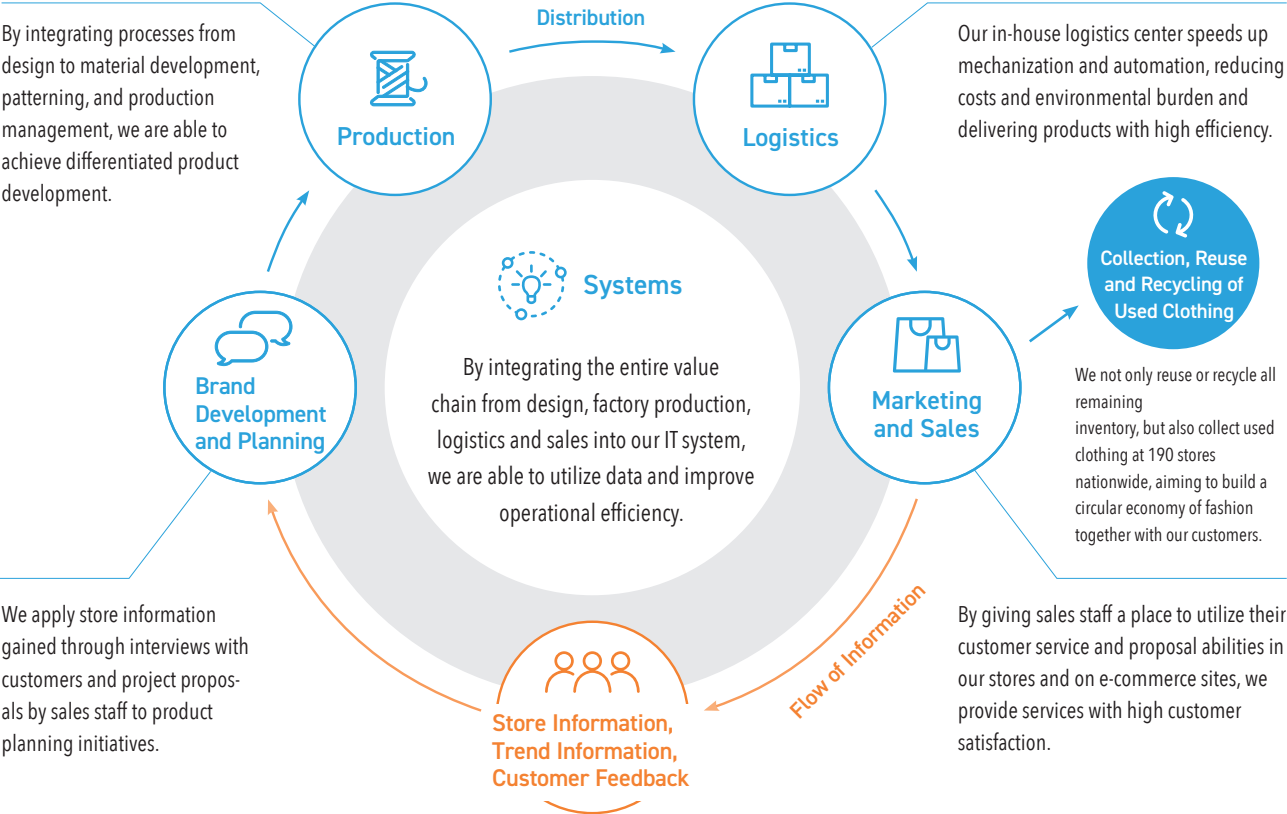 By integrating processes from
design to material development,
patterning, and production
management, we are able to
achieve differentiated product
development.
Production
Distribution
Logistics
Our in-house logistics center speeds up
mechanization and automation, reducing
costs and environmental burden and
delivering products with high efficiency.
Collection, Reuse
and Recycling of
Used Clothing
We not only reuse or recycle all
remaining
inventory, but also collect used
clothing at 190 stores
nationwide, aiming to build a
circular economy of fashion
together with our customers.
Systems
By integrating the entire value
chain from design, factory production,
logistics and sales into our IT system,
we are able to utilize data and improve
operational efficiency.
Brand
Development
and Planning
Marketing
and Sales
We apply store information
gained through interviews with
customers and project propos-
als by sales staff to product
planning initiatives.
Store Information,
Trend Information,
Customer Feedback
Flow of Information
By giving sales staff a place to utilize their
customer service and proposal abilities in
our stores and on e-commerce sites, we
provide services with high customer
satisfaction.